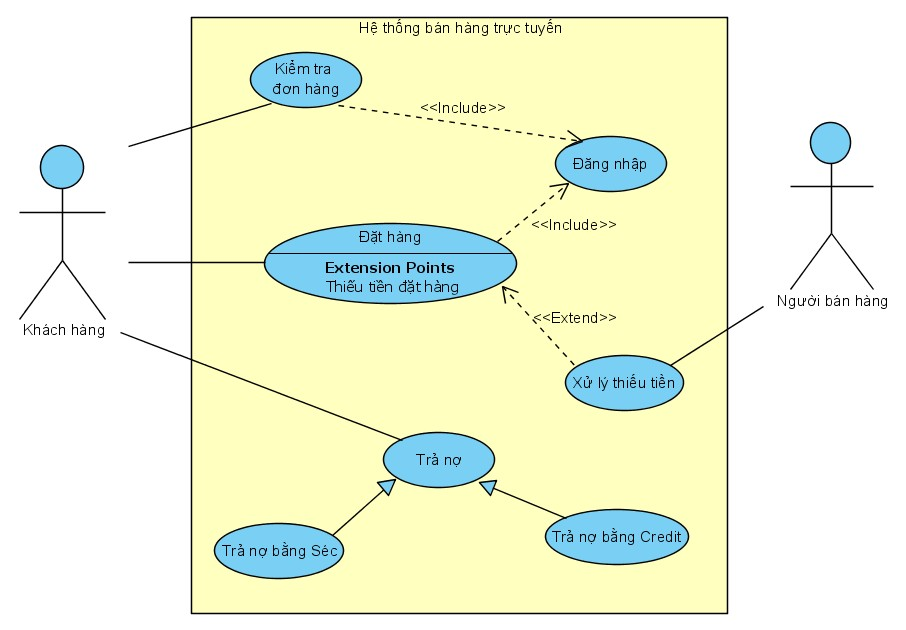 Hệ thống bán hàng trực tuyến
Kiểm tra
đơn hàng
<<Include>>
Đăng nhập
<<Include>>
Đặt hàng
Extension Points
Thiếu tiền đặt hàng
<<Extend>>
Khách hàng
Người bán hàng
Xử lý thiếu tiền
Trả nợ
Trả nợ bằng Séc
Trả nợ bằng Credit